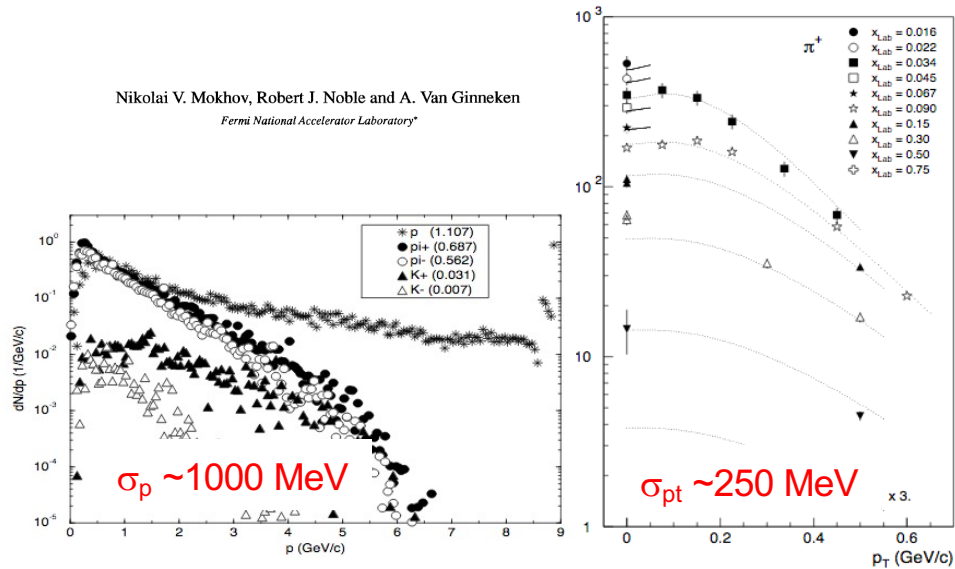 Nikolai V. Mokhov, Robert J. Noble and A. Van Ginneken
Fermi National Accelerator Laboratory*
dN/dp (1/GeV/c)
10⁰
10⁻¹
10⁻²
10⁻³
10⁻⁴
10⁻⁵
p (1.107)
pi+ (0.687)
pi- (0.562)
K+ (0.031)
K- (0.007)
σp ~1000 MeV
0 1 2 3 4 5 6 7 8 9
p (GeV/c)
10³
10²
10
1
π⁺
xLab = 0.016
xLab = 0.022
xLab = 0.034
xLab = 0.045
xLab = 0.067
xLab = 0.090
xLab = 0.15
xLab = 0.30
xLab = 0.50
xLab = 0.75
σpt ~250 MeV
x 3.
0 0.2 0.4 0.6
pT (GeV/c)